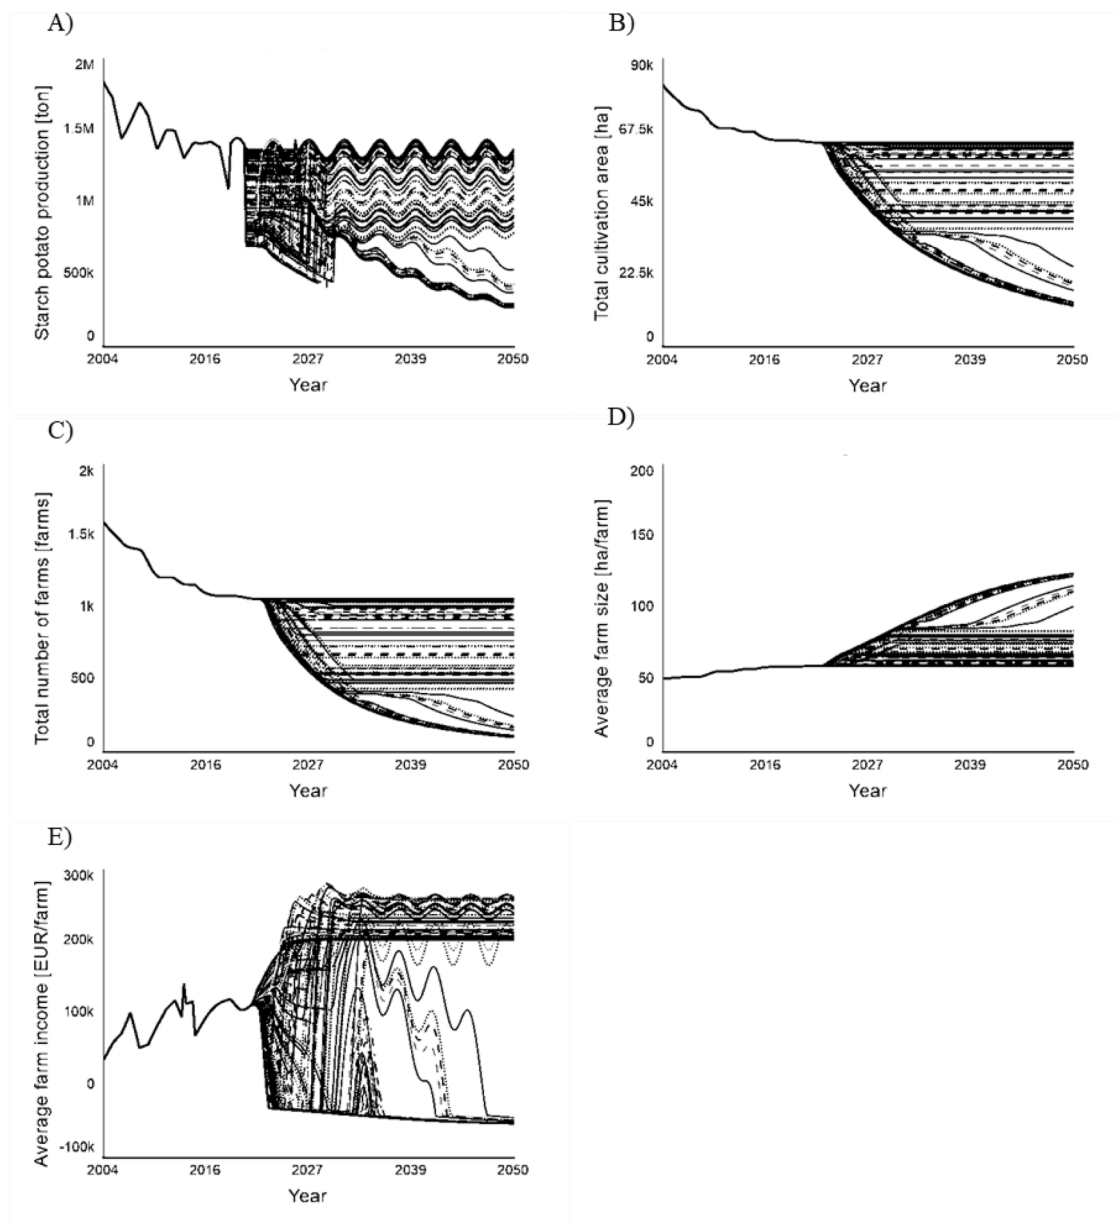 A)
Starch potato production [ton]
2M
1.5M
1M
500k
0
2004 2016 2027 2039 2050
Year
B)
Total cultivation area [ha]
90k
67.5k
45k
22.5k
0
2004 2016 2027 2039 2050
Year
C)
Total number of farms [farms]
2k
1.5k
1k
500
0
2004 2016 2027 2039 2050
Year
D)
Average farm size [ha/farm]
200
150
100
50
0
2004 2016 2027 2039 2050
Year
E)
Average farm income [EUR/farm]
300k
200k
100k
0
-100k
2004 2016 2027 2039 2050
Year